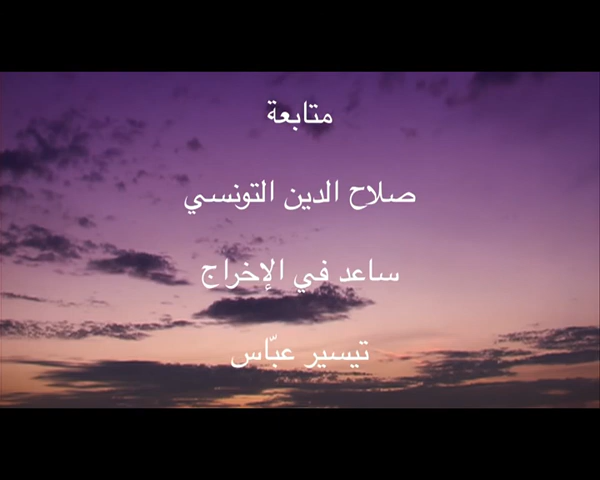 متابعة
صلاح الدين التونسي
ساعد في الإخراج
تيسير عبّاس